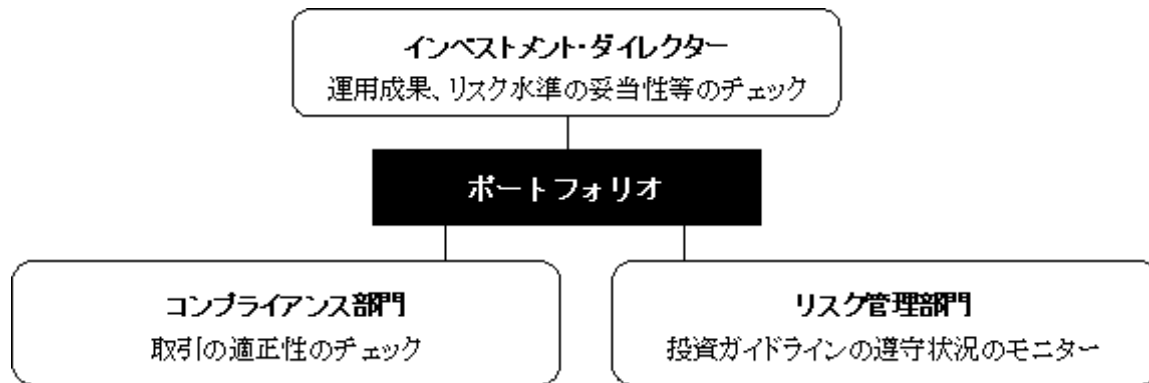 インベストメント・ダイレクター
運用成果、リスク水準の妥当性等のチェック
ポートフォリオ
コンプライアンス部門
取引の適正性のチェック
リスク管理部門
投資ガイドラインの遵守状況のモニター